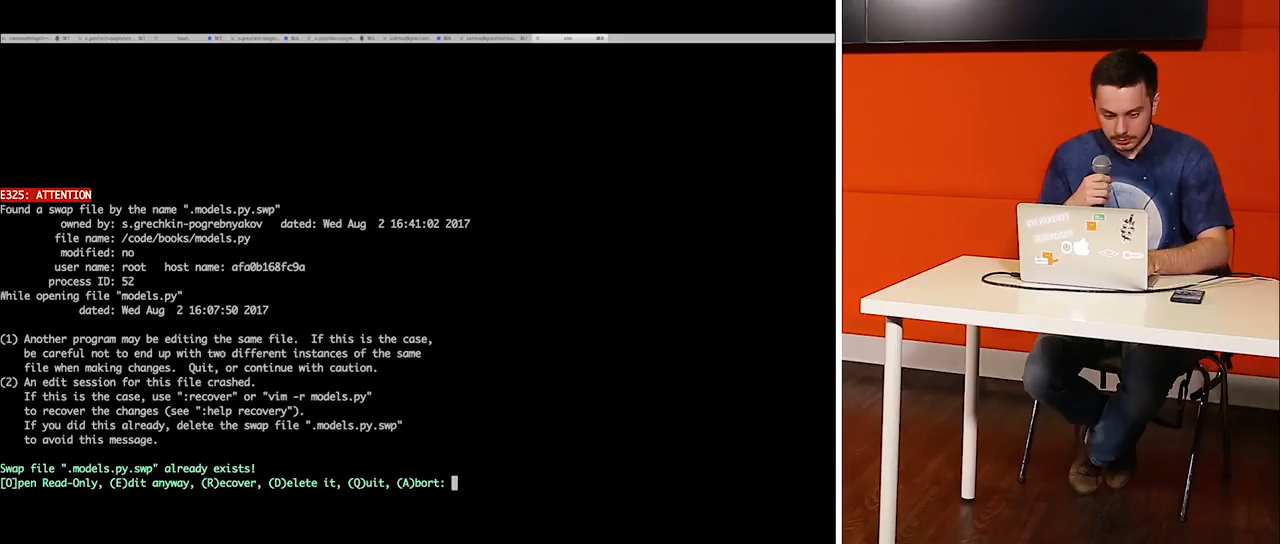 E325: ATTENTION
Found a swap file by the name ".models.py.swp"
owned by: s.grechkin-pogrebnyakov   dated: Wed Aug  2 16:41:02 2017
file name: /code/books/models.py
modified: no
user name: root   host name: afa0b168fc9a
process ID: 52
While opening file "models.py"
dated: Wed Aug  2 16:07:50 2017
(1) Another program may be editing the same file.  If this is the case,
be careful not to end up with two different instances of the same
file when making changes.  Quit, or continue with caution.
(2) An edit session for this file crashed.
If this is the case, use ":recover" or "vim -r models.py"
to recover the changes (see ":help recovery").
If you did this already, delete the swap file ".models.py.swp"
to avoid this message.
Swap file ".models.py.swp" already exists!
[O]pen Read-Only, (E)dit anyway, (R)ecover, (D)elete it, (Q)uit, (A)bort: